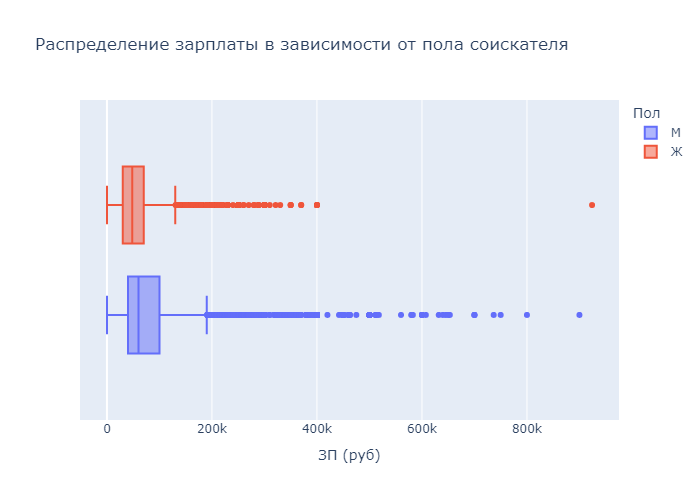 Распределение зарплаты в зависимости от пола соискателя
Пол
М
Ж
0
200k
400k
600k
800k
ЗП (руб)